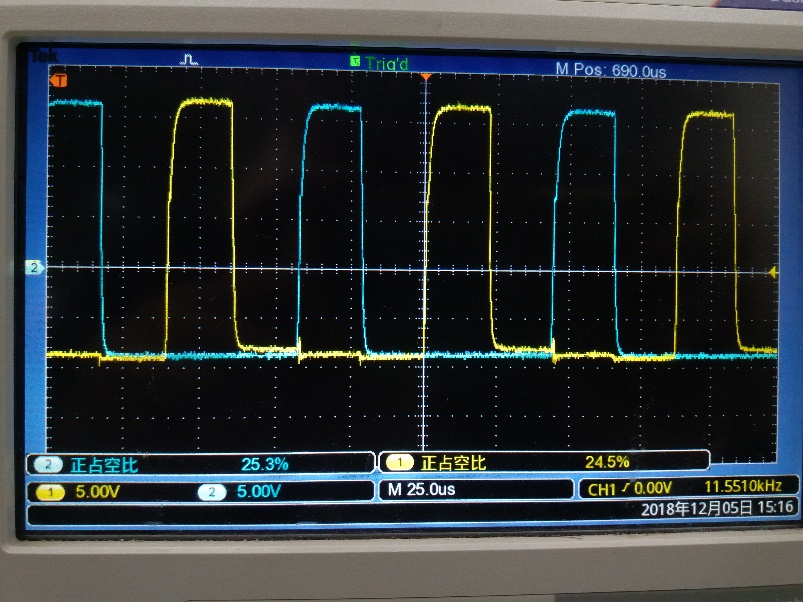 Tek Trig'd M Pos: 690.0us
T
2
2 正占空比 25.3% 1 正占空比 24.5%
1 5.00V 2 5.00V M 25.0us CH1 0.00V 11.5510kHz
2018年12月05日 15:16